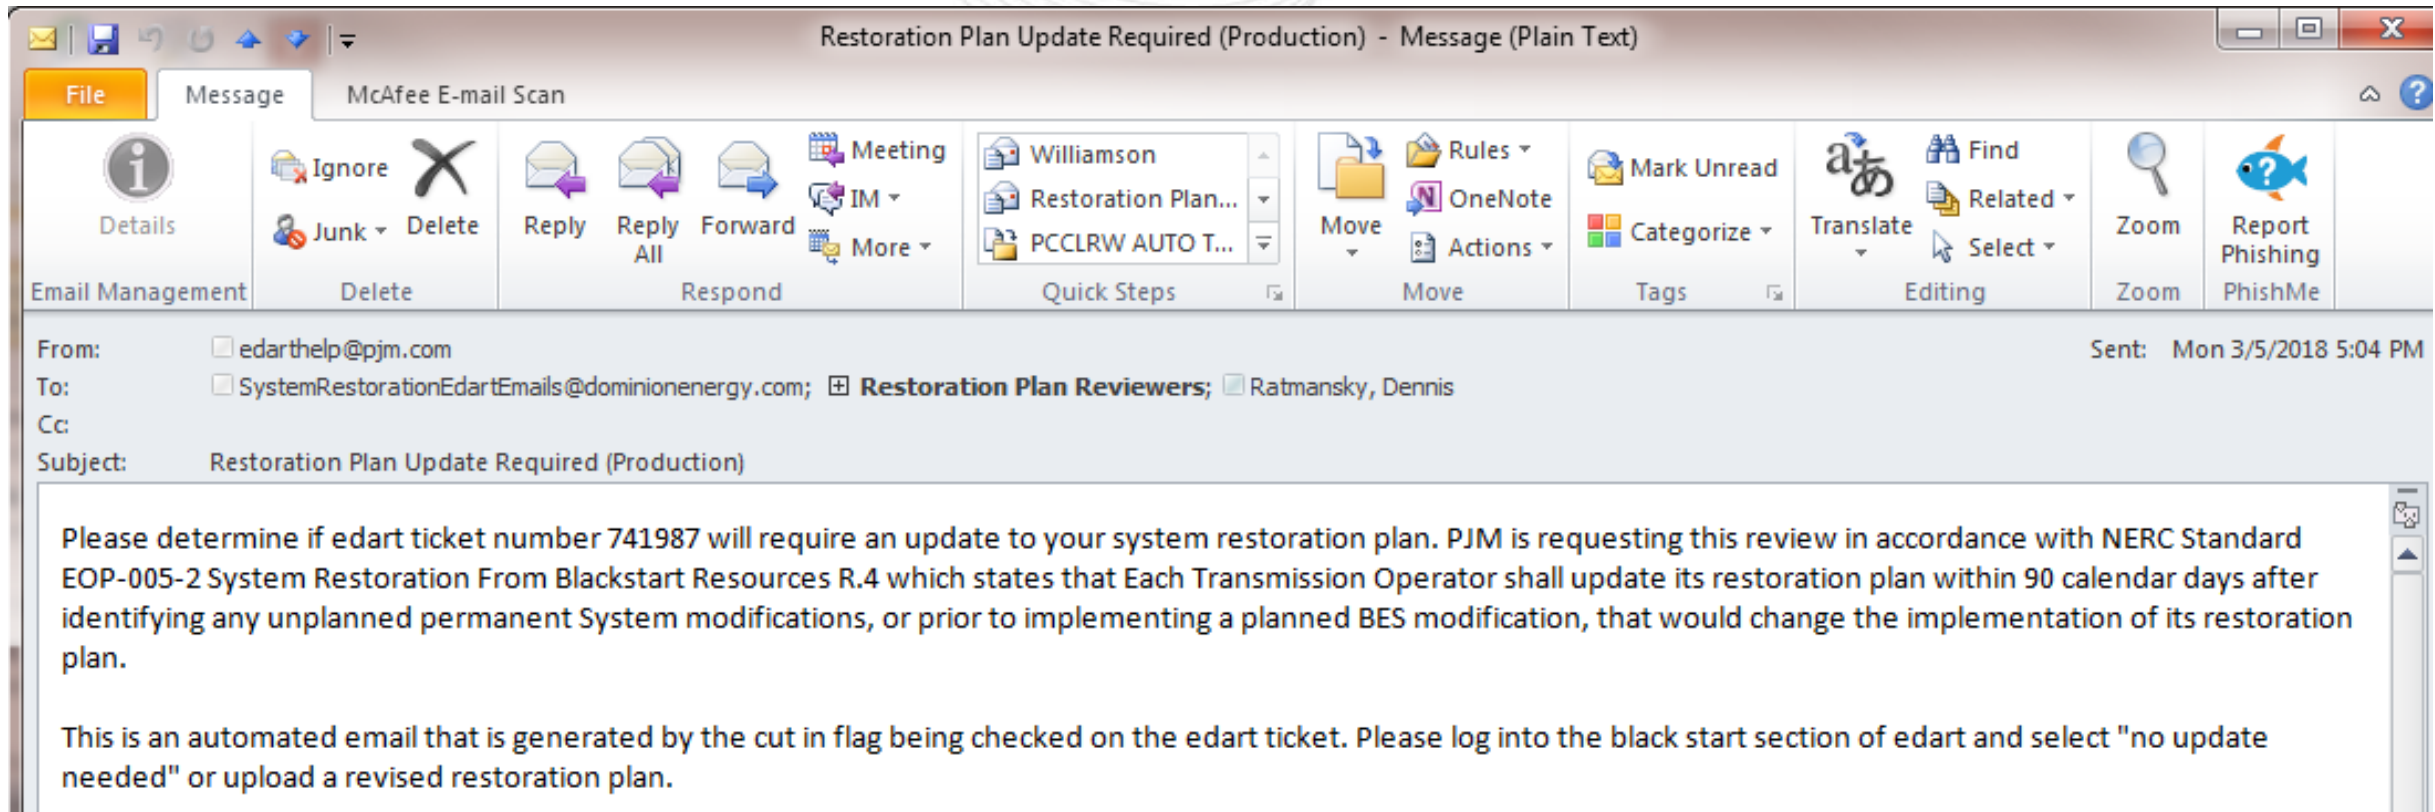 Restoration Plan Update Required (Production) - Message (Plain Text)
File
Message
McAfee E-mail Scan
Details
Email Management
Ignore
Junk
Delete
Delete
Reply
Reply All
Forward
Meeting
IM
More
Respond
Williamson
Restoration Plan...
PCCLRW AUTO T...
Quick Steps
Move
Rules
OneNote
Actions
Move
Mark Unread
Categorize
Tags
Translate
Find
Related
Select
Editing
Zoom
Zoom
Report
Phishing
PhishMe
From: edarthelp@pjm.com
Sent: Mon 3/5/2018 5:04 PM
To: SystemRestorationEdartEmails@dominionenergy.com; Restoration Plan Reviewers; Ratmansky, Dennis
Cc:
Subject: Restoration Plan Update Required (Production)
Please determine if edart ticket number 741987 will require an update to your system restoration plan. PJM is requesting this review in accordance with NERC Standard
EOP-005-2 System Restoration From Blackstart Resources R.4 which states that Each Transmission Operator shall update its restoration plan within 90 calendar days after
identifying any unplanned permanent System modifications, or prior to implementing a planned BES modification, that would change the implementation of its restoration
plan.
This is an automated email that is generated by the cut in flag being checked on the edart ticket. Please log into the black start section of edart and select "no update
needed" or upload a revised restoration plan.